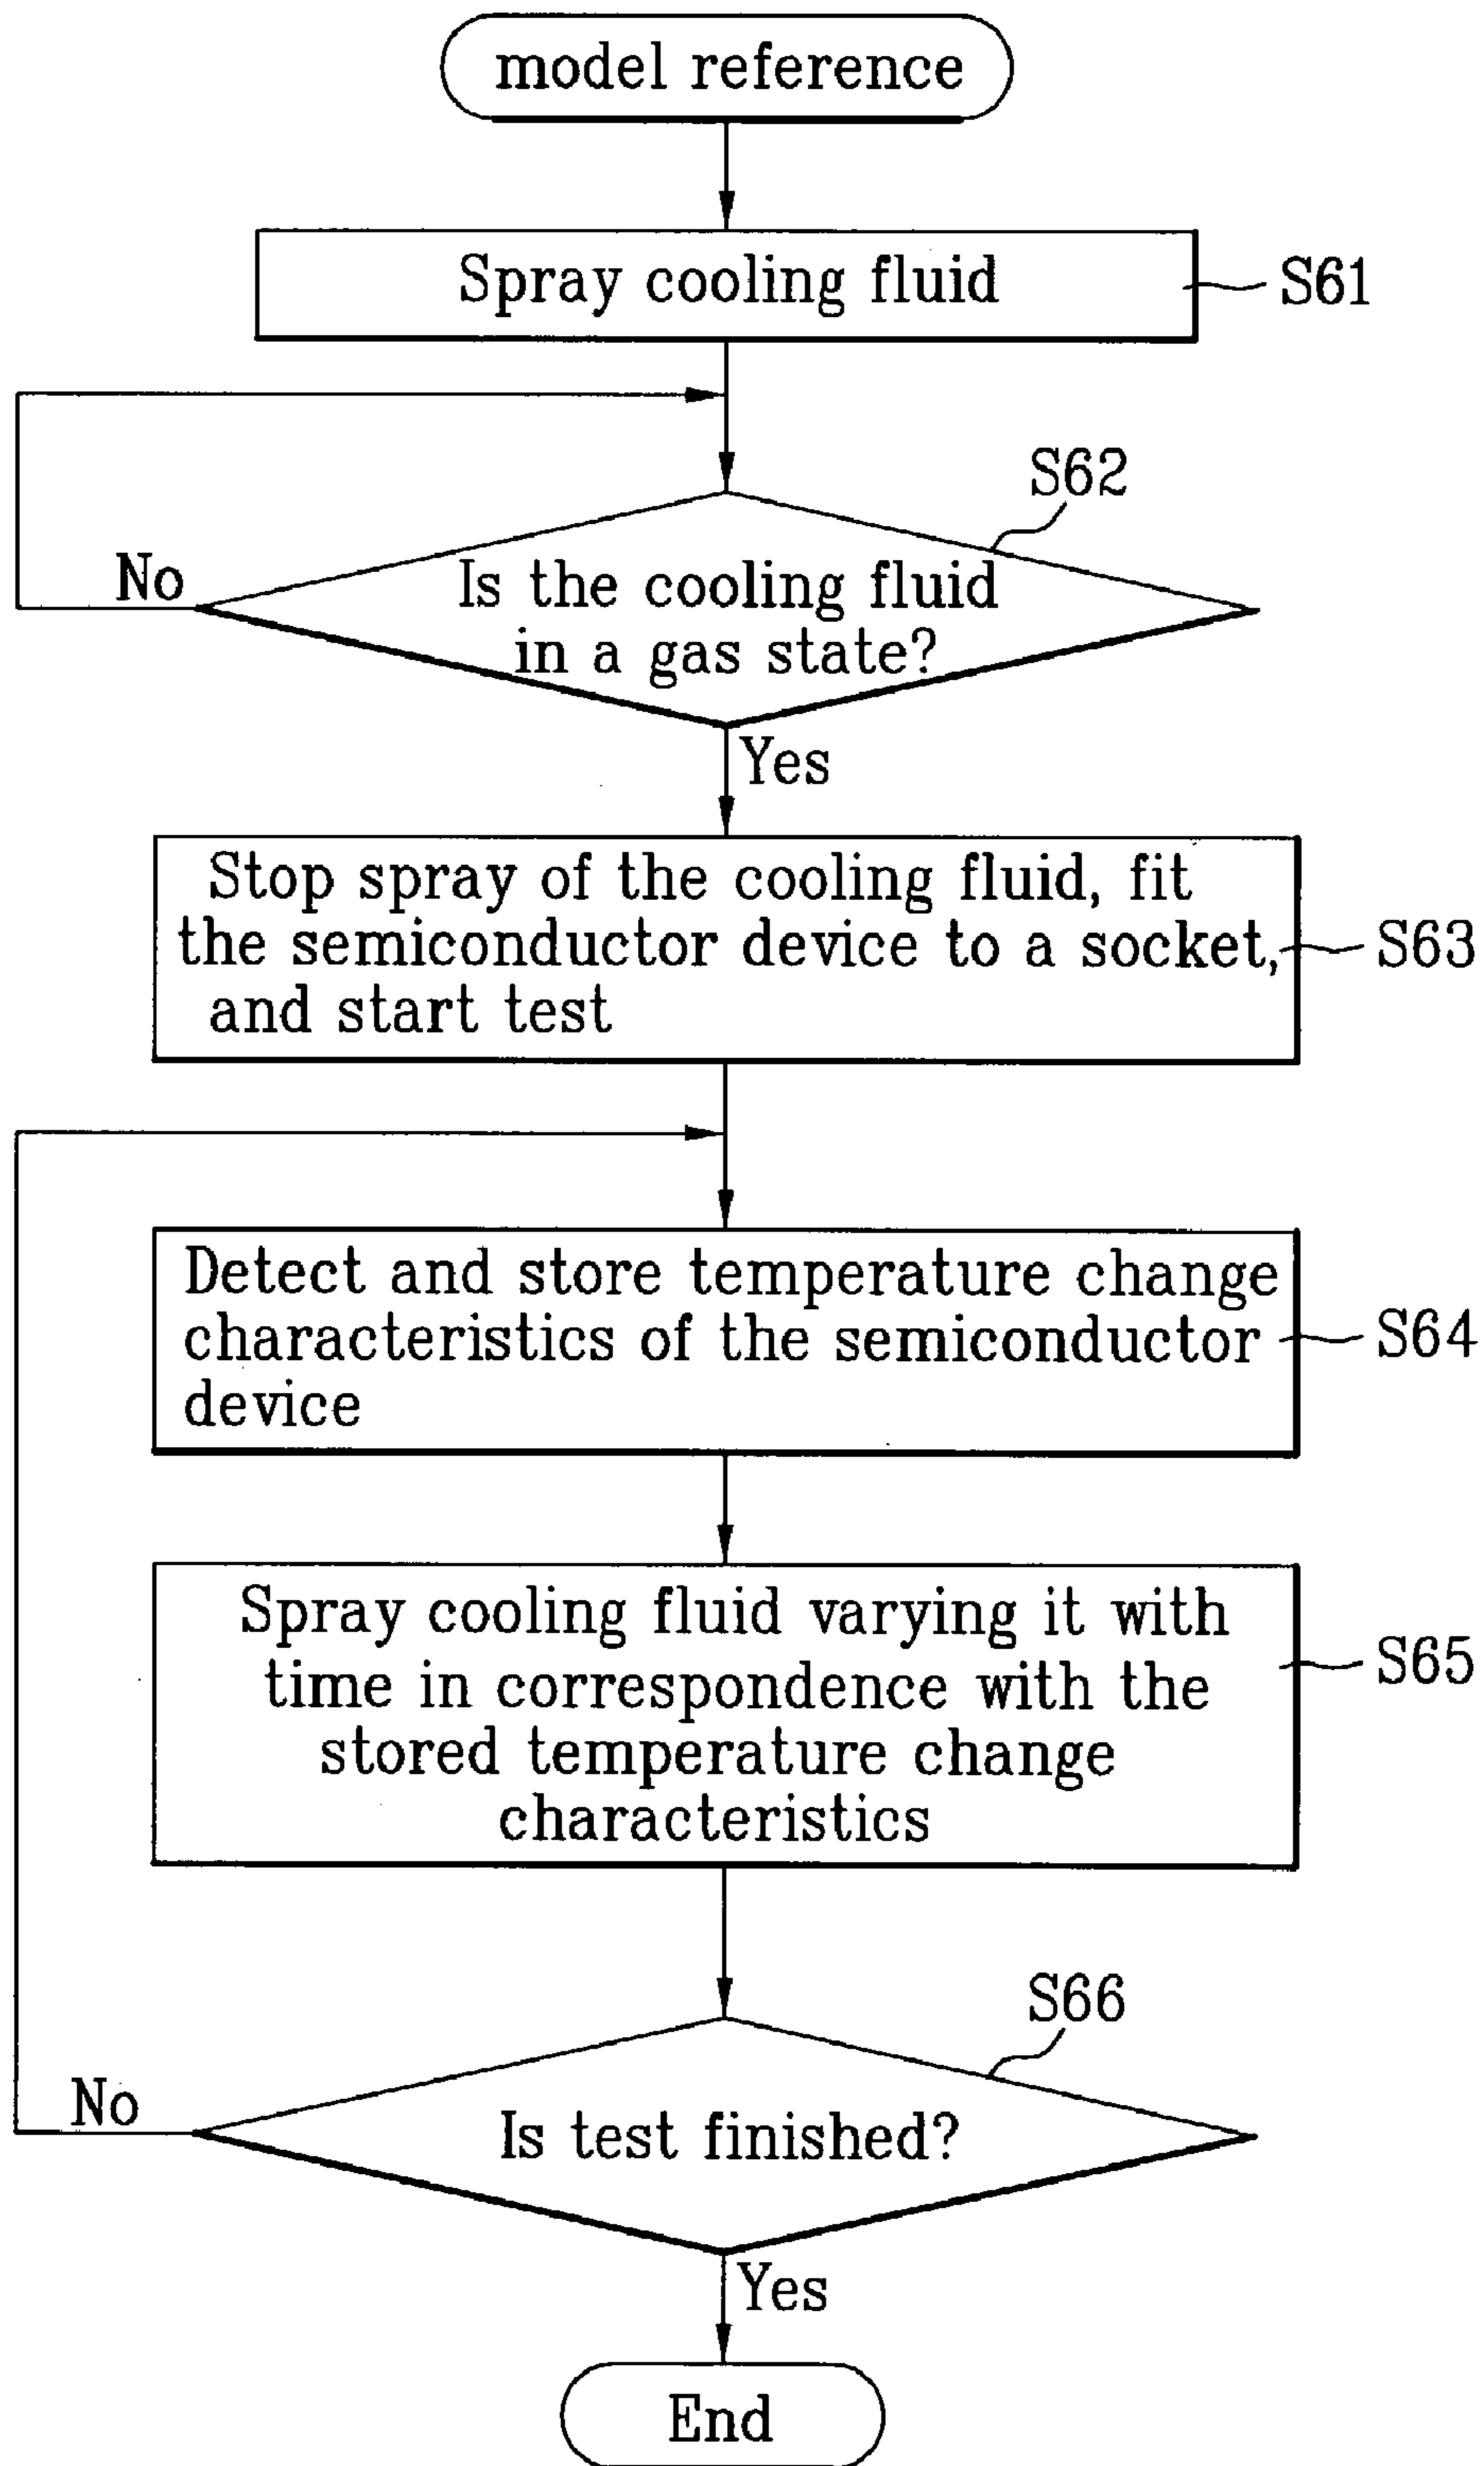 model reference
Spray cooling fluid
S61
S62
No
Is the cooling fluid
in a gas state?
Yes
Stop spray of the cooling fluid, fit
the semiconductor device to a socket,
and start test
S63
Detect and store temperature change
characteristics of the semiconductor
device
S64
Spray cooling fluid varying it with
time in correspondence with the
stored temperature change
characteristics
S65
S66
No
Is test finished?
Yes
End